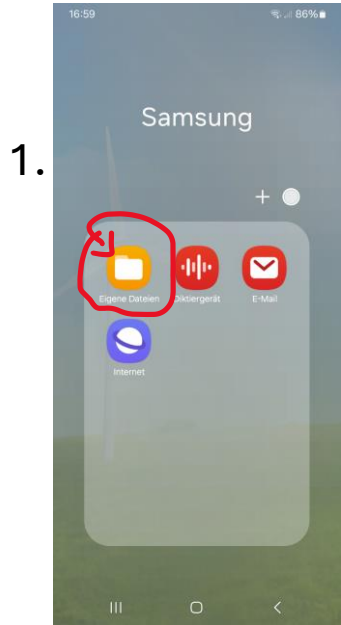 16:59 86%
Samsung
1.
+
Eigene Dateien Diktiergerät E-Mail
Internet